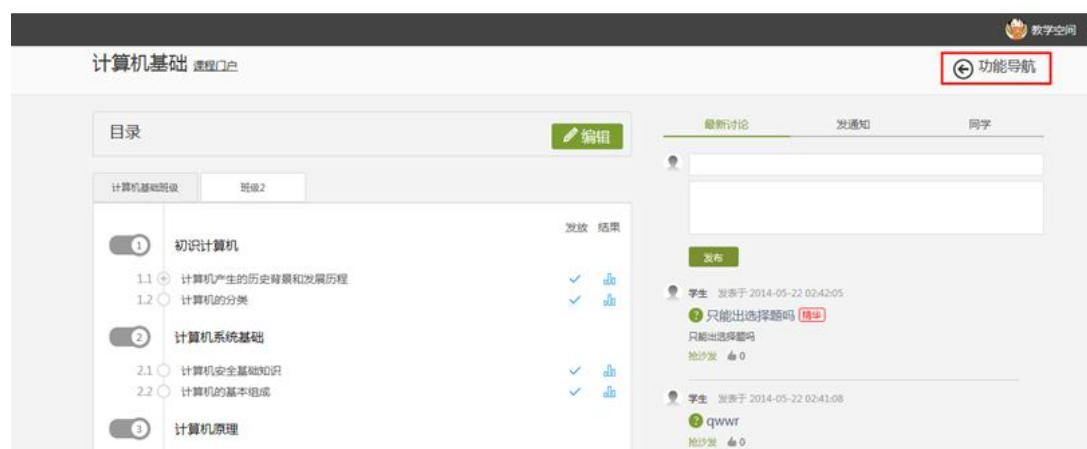 教学空间
计算机基础 课程门户
功能导航
目录
编辑
计算机基础班级 班级2
发放 结果
1 初识计算机
1.1 计算机产生的历史背景和发展历程
1.2 计算机的分类
2 计算机系统基础
2.1 计算机安全基础知识
2.2 计算机的基本组成
3 计算机原理
最新讨论 发通知 同学
发布
学生 发表于 2014-05-22 02:42:05
? 只能出选择题吗 精华
只能出选择题吗
抢沙发 0
学生 发表于 2014-05-22 02:41:08
? qwwr
抢沙发 0